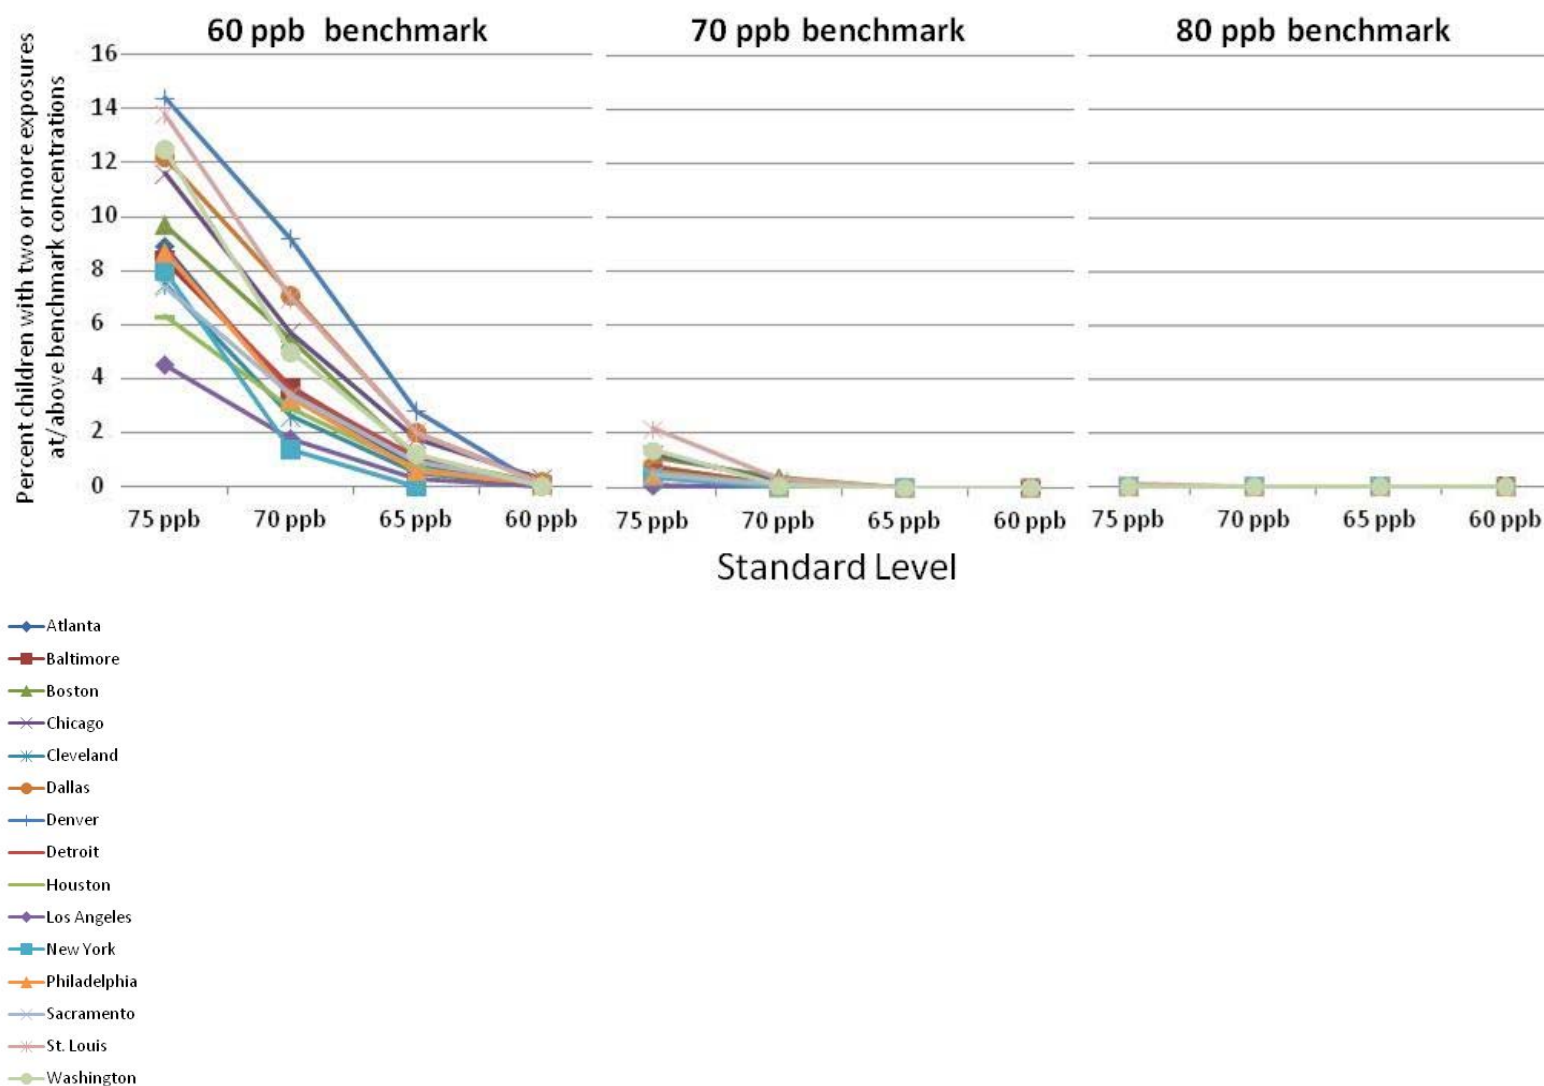 60 ppb benchmark
70 ppb benchmark
80 ppb benchmark
Percent children with two or more exposures
at/above benchmark concentrations
16
14
12
10
8
6
4
2
0
75 ppb 70 ppb 65 ppb 60 ppb
75 ppb 70 ppb 65 ppb 60 ppb
75 ppb 70 ppb 65 ppb 60 ppb
Standard Level
Atlanta
Baltimore
Boston
Chicago
Cleveland
Dallas
Denver
Detroit
Houston
Los Angeles
New York
Philadelphia
Sacramento
St. Louis
Washington